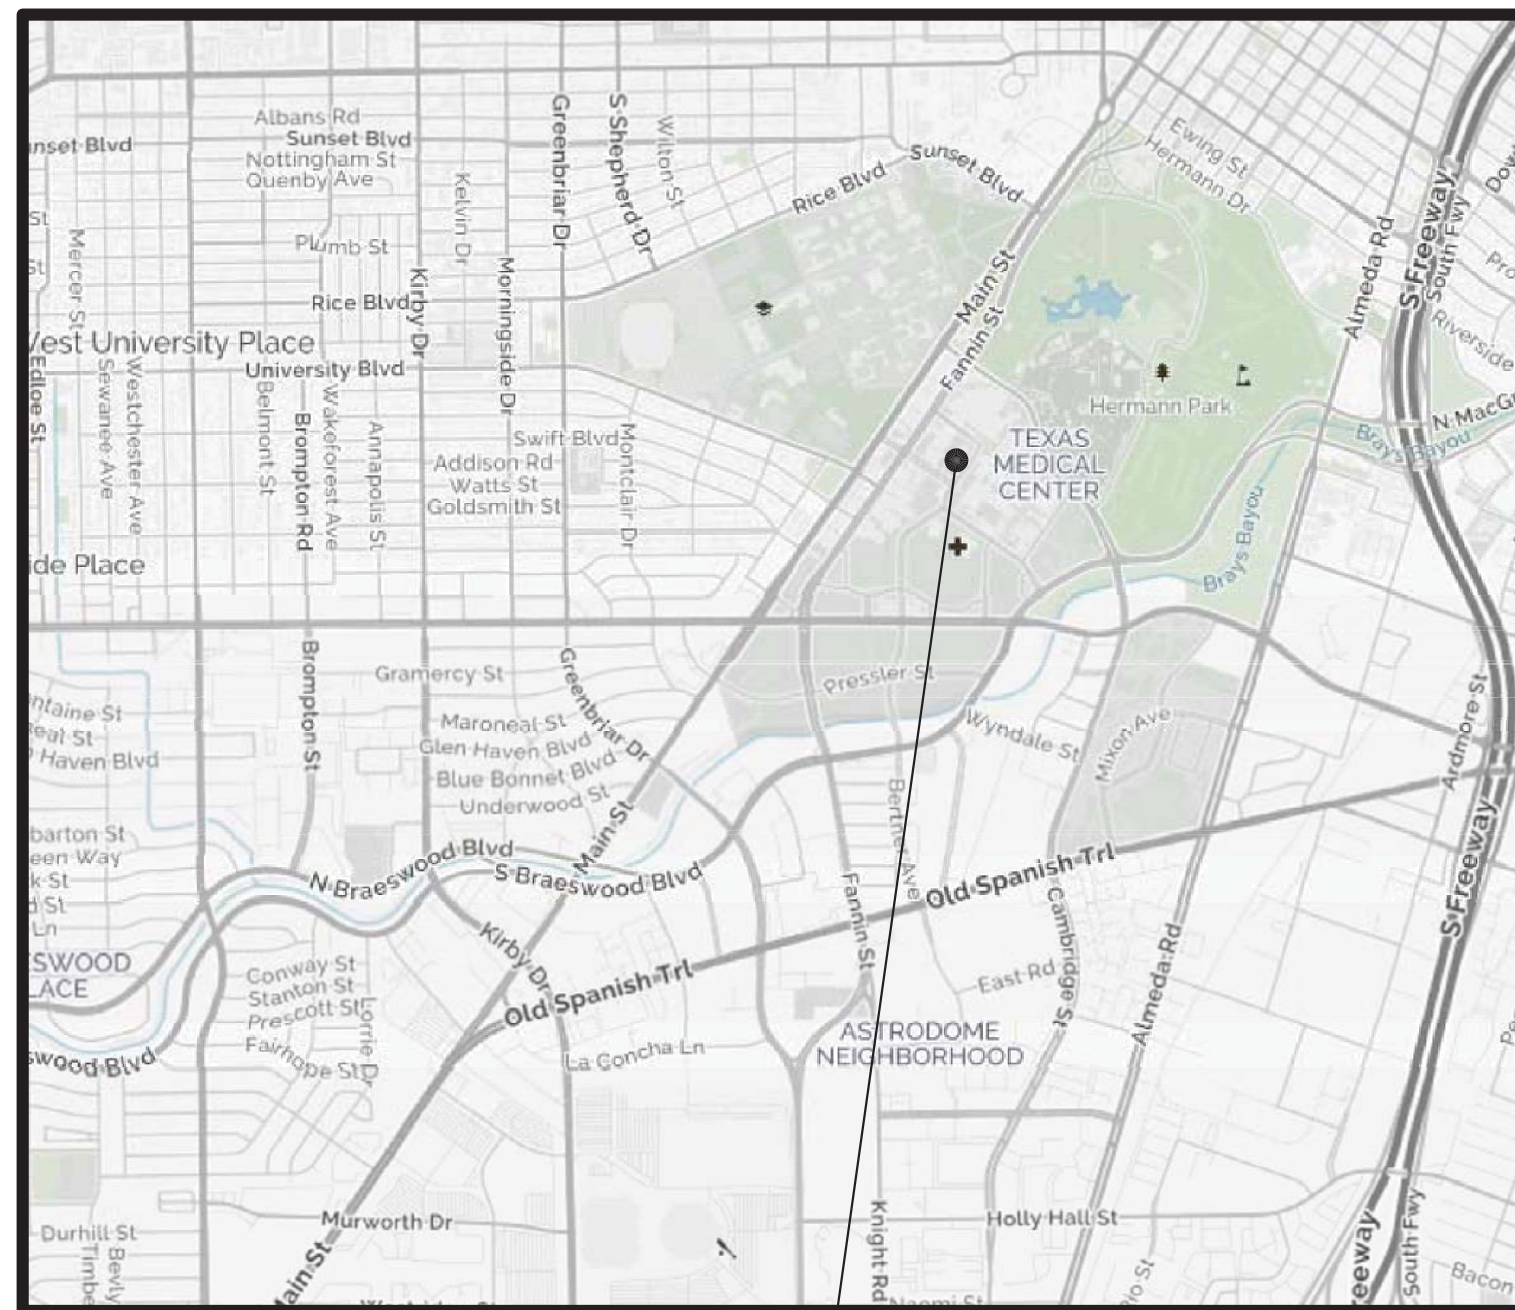 Albans Rd
Sunset Blvd
Nottingham St
Quenby Ave
Kelvin Dr
Greenbriar Dr
S Shepherd Dr
Wilton St
Rice Blvd
Sunset Blvd
Ewing St
Hermann Dr
Almeda Rd
S Freeway
South Fwy
Mercer St
St
St
Plumb St
Rice Blvd
Kirby Dr
Morningside Dr
Main St
Fannin St
Riverside
University Blvd
Edloe St
Sewanee Ave
Westchester Ave
Belmont St
Brompton Rd
Wakeforest Ave
Annapolis St
Swift Blvd
Addison Rd
Watts St
Goldsmith St
Montclair Dr
Hermann Park
TEXAS
MEDICAL
CENTER
Brays Bayou
Brays Bayou
Brompton St
Gramercy St
Greenbriar Dr
Maroneal St
Glen Haven Blvd
Blue Bonnet Blvd
Underwood St
Pressler St
Wyndale St
Mixon Ave
Ardmore St
Haven Blvd
Main St
Bertner Ave
N Braeswood Blvd
S Braeswood Blvd
Old Spanish Trl
Fannin St
Cambridge St
S Freeway
Kirby Dr
Old Spanish Trl
East Rd
Almeda Rd
Conway St
Stanton St
Prescott St
Fairhope St
Lorrie Dr
La Concha Ln
ASTRODOME
NEIGHBORHOOD
Murworth Dr
Durhill St
Main St
Knight Rd
Holly Hall St
South Fwy
Bacon